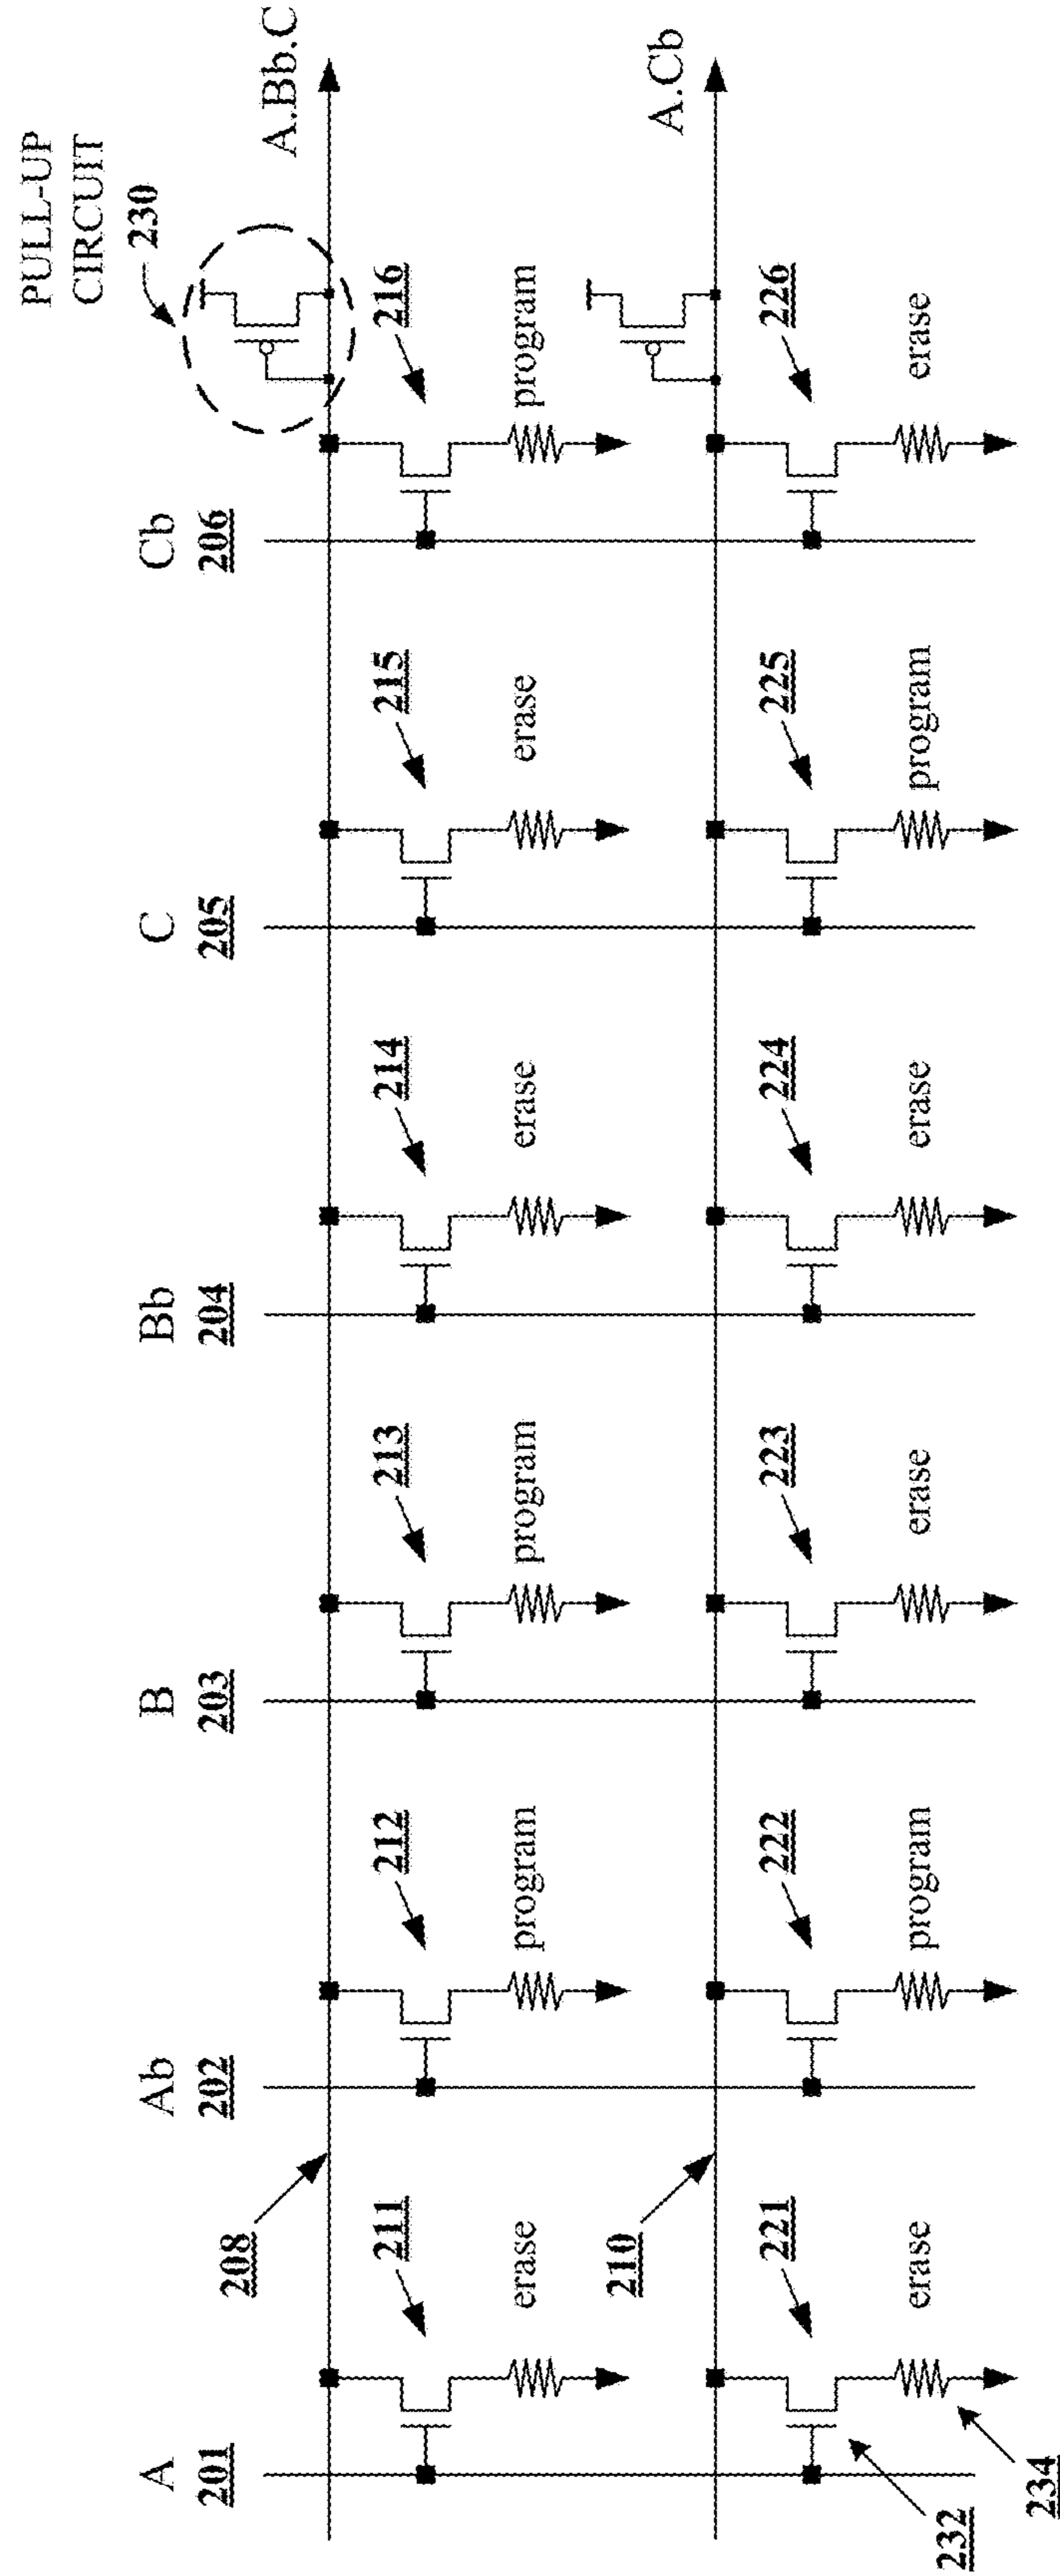 PULL-UP
CIRCUIT
230
A
201
Ab
202
B
203
Bb
204
C
205
Cb
206
A.Bb.C
208
211
erase
212
program
213
program
214
erase
215
erase
216
program
A.Cb
210
221
erase
222
program
223
erase
224
erase
225
program
226
erase
232
234